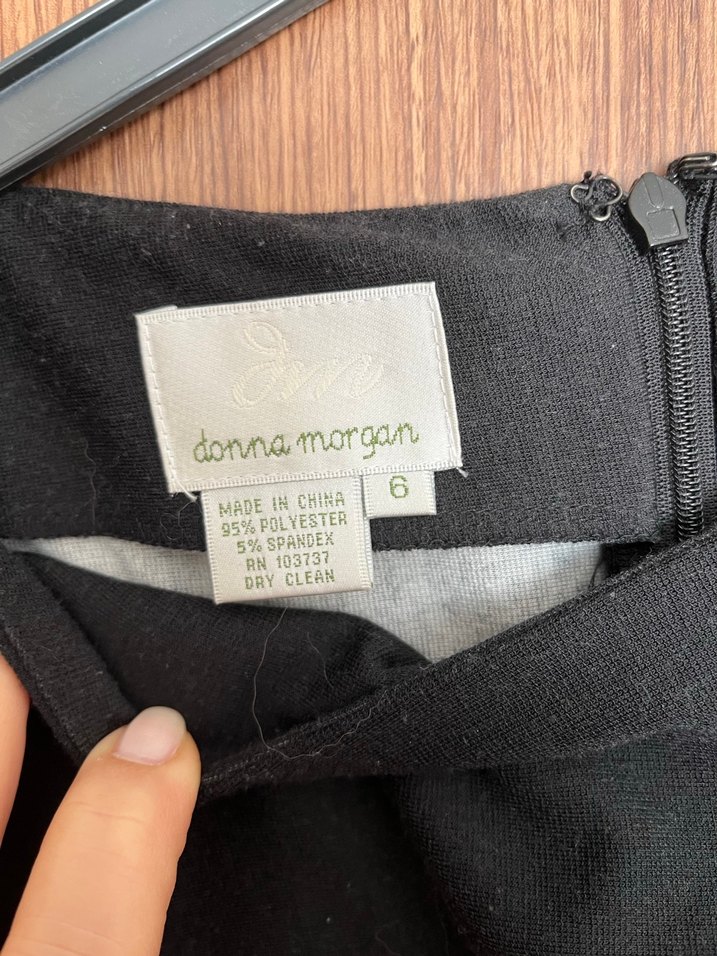 donna morgan
6
MADE IN CHINA
95% POLYESTER
5% SPANDEX
RN 103737
DRY CLEAN